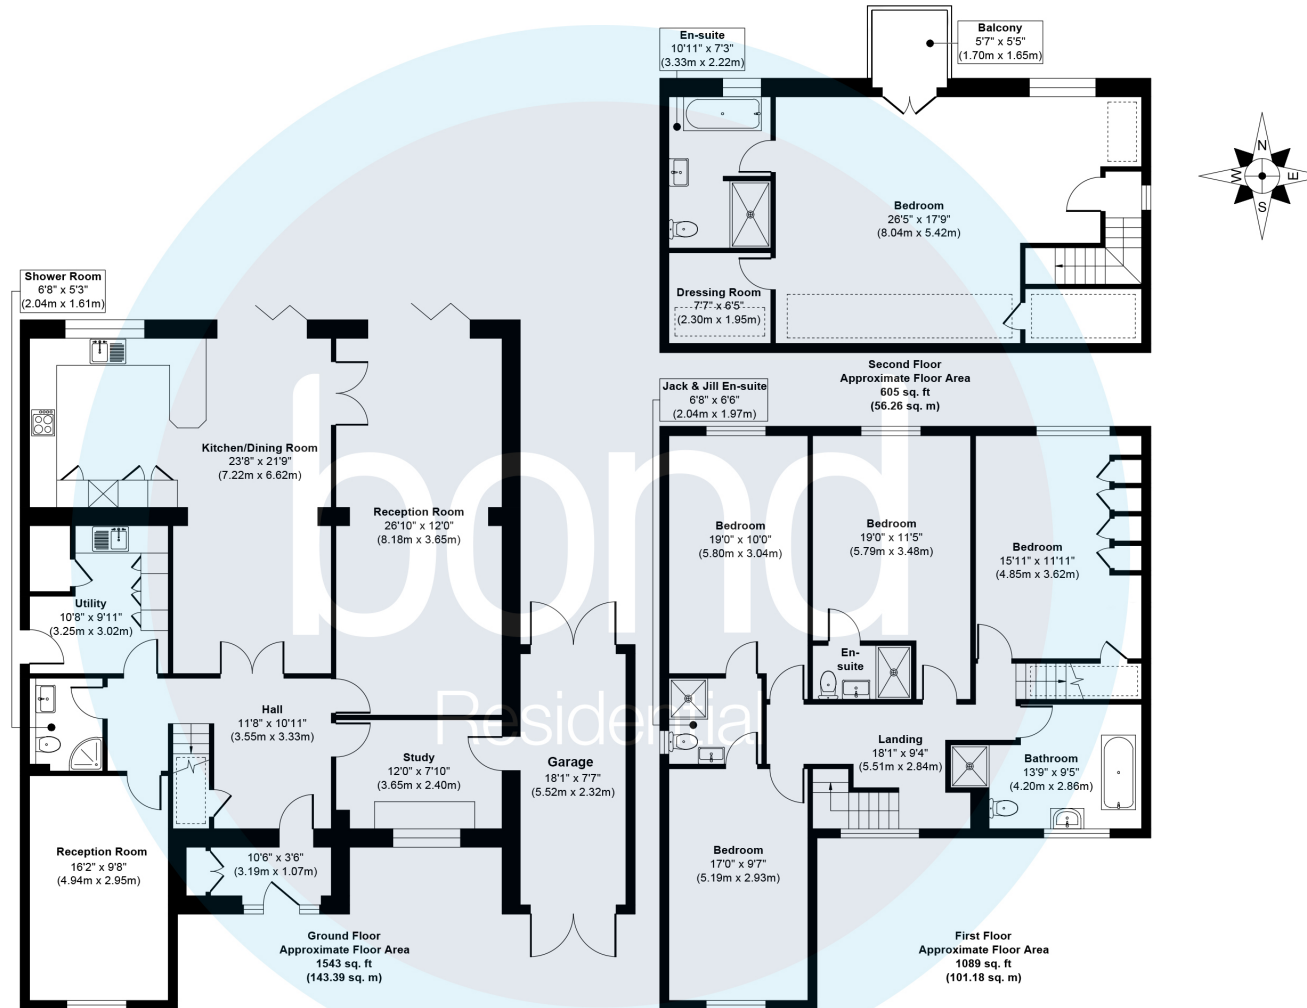 En-suite
10'11" x 7'3"
(3.33m x 2.22m)
Balcony
5'7" x 5'5"
(1.70m x 1.65m)
N
W
E
S
Bedroom
26'5" x 17'9"
(8.04m x 5.42m)
Dressing Room
7'7" x 6'5"
(2.30m x 1.95m)
Second Floor
Approximate Floor Area
605 sq. ft
(56.26 sq. m)
Shower Room
6'8" x 5'3"
(2.04m x 1.61m)
Kitchen/Dining Room
23'8" x 21'9"
(7.22m x 6.62m)
Reception Room
26'10" x 12'0"
(8.18m x 3.65m)
Utility
10'8" x 9'11"
(3.25m x 3.02m)
Hall
11'8" x 10'11"
(3.55m x 3.33m)
Study
12'0" x 7'10"
(3.65m x 2.40m)
Garage
18'1" x 7'7"
(5.52m x 2.32m)
Reception Room
16'2" x 9'8"
(4.94m x 2.95m)
10'6" x 3'6"
(3.19m x 1.07m)
Ground Floor
Approximate Floor Area
1543 sq. ft
(143.39 sq. m)
Jack & Jill En-suite
6'8" x 6'6"
(2.04m x 1.97m)
Bedroom
19'0" x 10'0"
(5.80m x 3.04m)
Bedroom
19'0" x 11'5"
(5.79m x 3.48m)
Bedroom
15'11" x 11'11"
(4.85m x 3.62m)
En-
suite
Landing
18'1" x 9'4"
(5.51m x 2.84m)
Bathroom
13'9" x 9'5"
(4.20m x 2.86m)
Bedroom
17'0" x 9'7"
(5.19m x 2.93m)
First Floor
Approximate Floor Area
1089 sq. ft
(101.18 sq. m)
bond
Residential